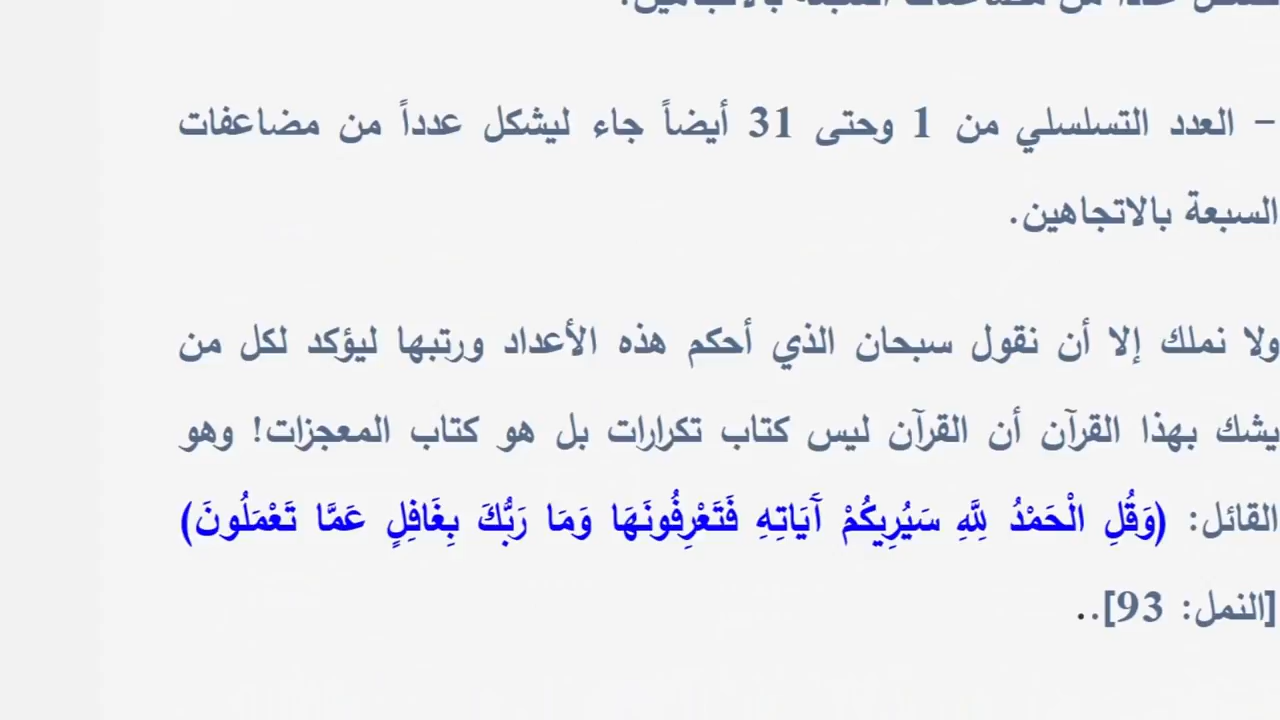 - العدد التسلسلي من 1 وحتى 31 أيضاً جاء ليشكل عدداً من مضاعفات
السبعة بالاتجاهين.
ولا نملك إلا أن نقول سبحان الذي أحكم هذه الأعداد ورتبها ليؤكد لكل من
يشك بهذا القرآن أن القرآن ليس كتاب تكرارات بل هو كتاب المعجزات! وهو
القائل: (وَقُلِ الْحَمْدُ لِلَّهِ سَيُرِيكُمْ آَيَاتِهِ فَتَعْرِفُونَهَا وَمَا رَبُّكَ بِغَافِلٍ عَمَّا تَعْمَلُونَ)
[النمل: 93]..